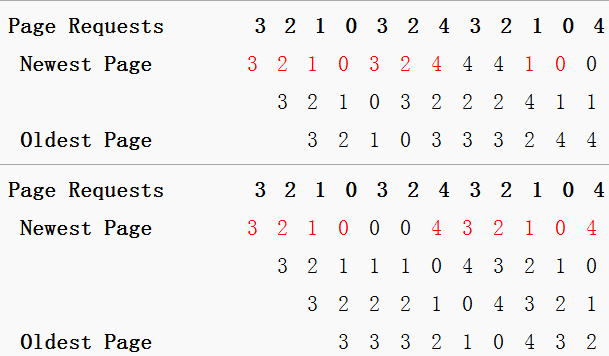 Page Requests 3 2 1 0 3 2 4 3 2 1 0 4
Newest Page 3 2 1 0 3 2 4 4 4 1 0 0
3 2 1 0 3 2 2 2 4 1 1
Oldest Page 3 2 1 0 3 3 3 2 4 4
Page Requests 3 2 1 0 3 2 4 3 2 1 0 4
Newest Page 3 2 1 0 0 0 4 3 2 1 0 4
3 2 1 1 1 0 4 3 2 1 0
3 2 2 2 1 0 4 3 2 1
Oldest Page 3 3 3 2 1 0 4 3 2